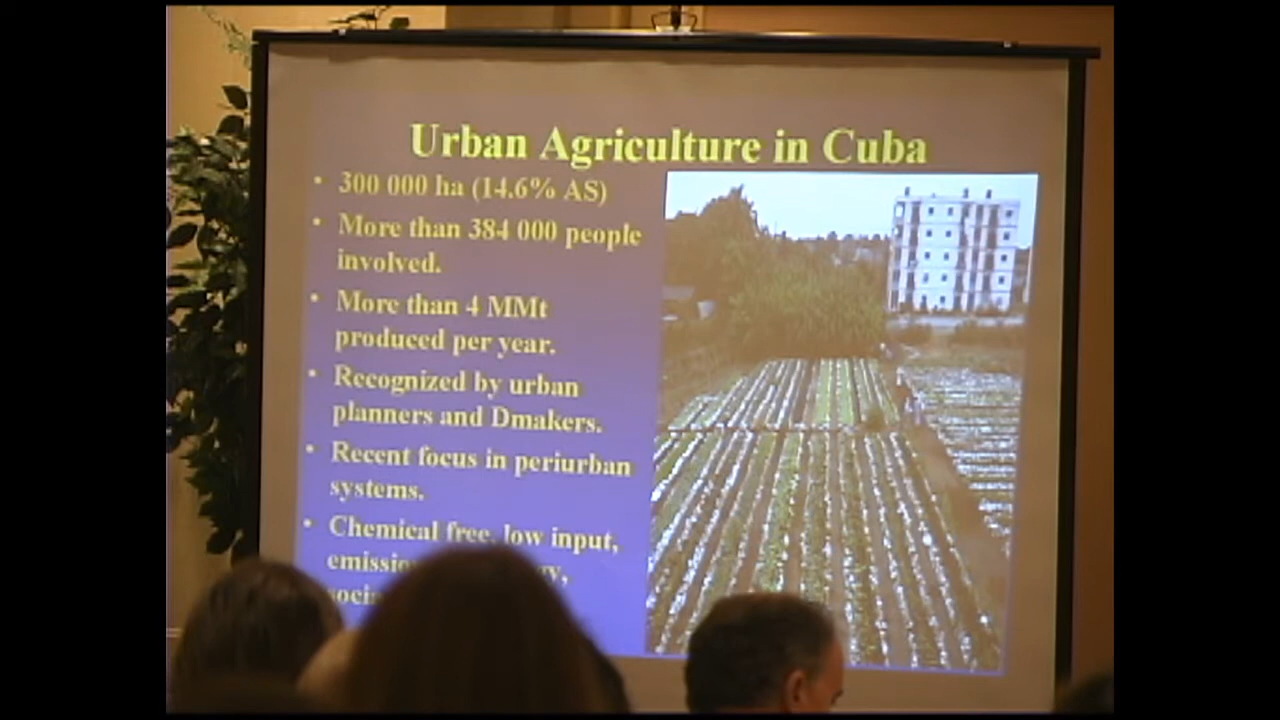 Urban Agriculture in Cuba
• 300 000 ha (14.6% AS)
• More than 384 000 people
involved.
• More than 4 MMt
produced per year.
• Recognized by urban
planners and Dmakers.
• Recent focus in periurban
systems.
• Chemical free, low input,